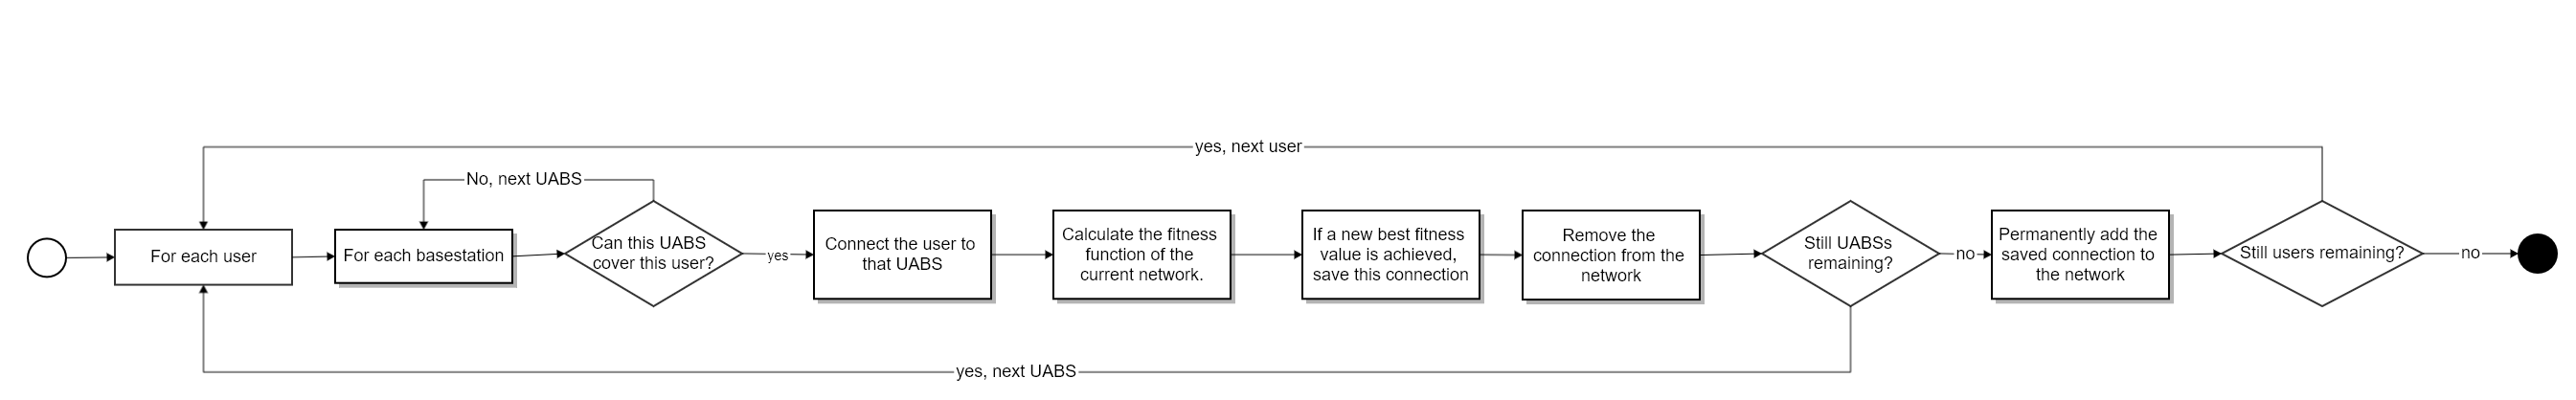 yes, next user
No, next UABS
For each user
For each basestation
Can this UABS
cover this user?
yes
Connect the user to
that UABS
Calculate the fitness
function of the
current network.
If a new best fitness
value is achieved,
save this connection
Remove the
connection from the
network
Still UABSs
remaining?
no
Permanently add the
saved connection to
the network
Still users remaining?
no
yes, next UABS